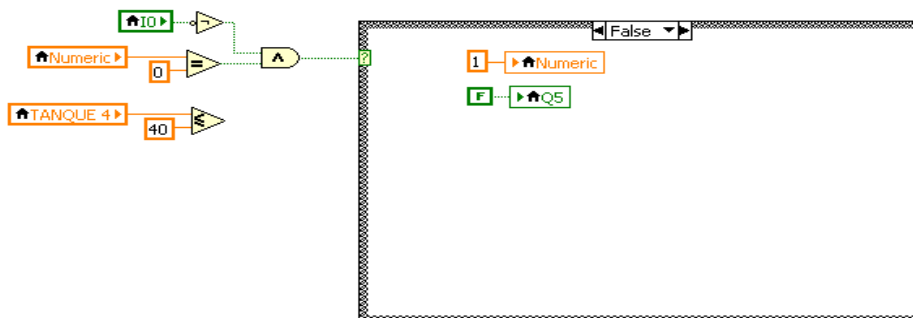 I0
False
Numeric
0
=
1
Numeric
?
F
Q5
TANQUE 4
40
≤